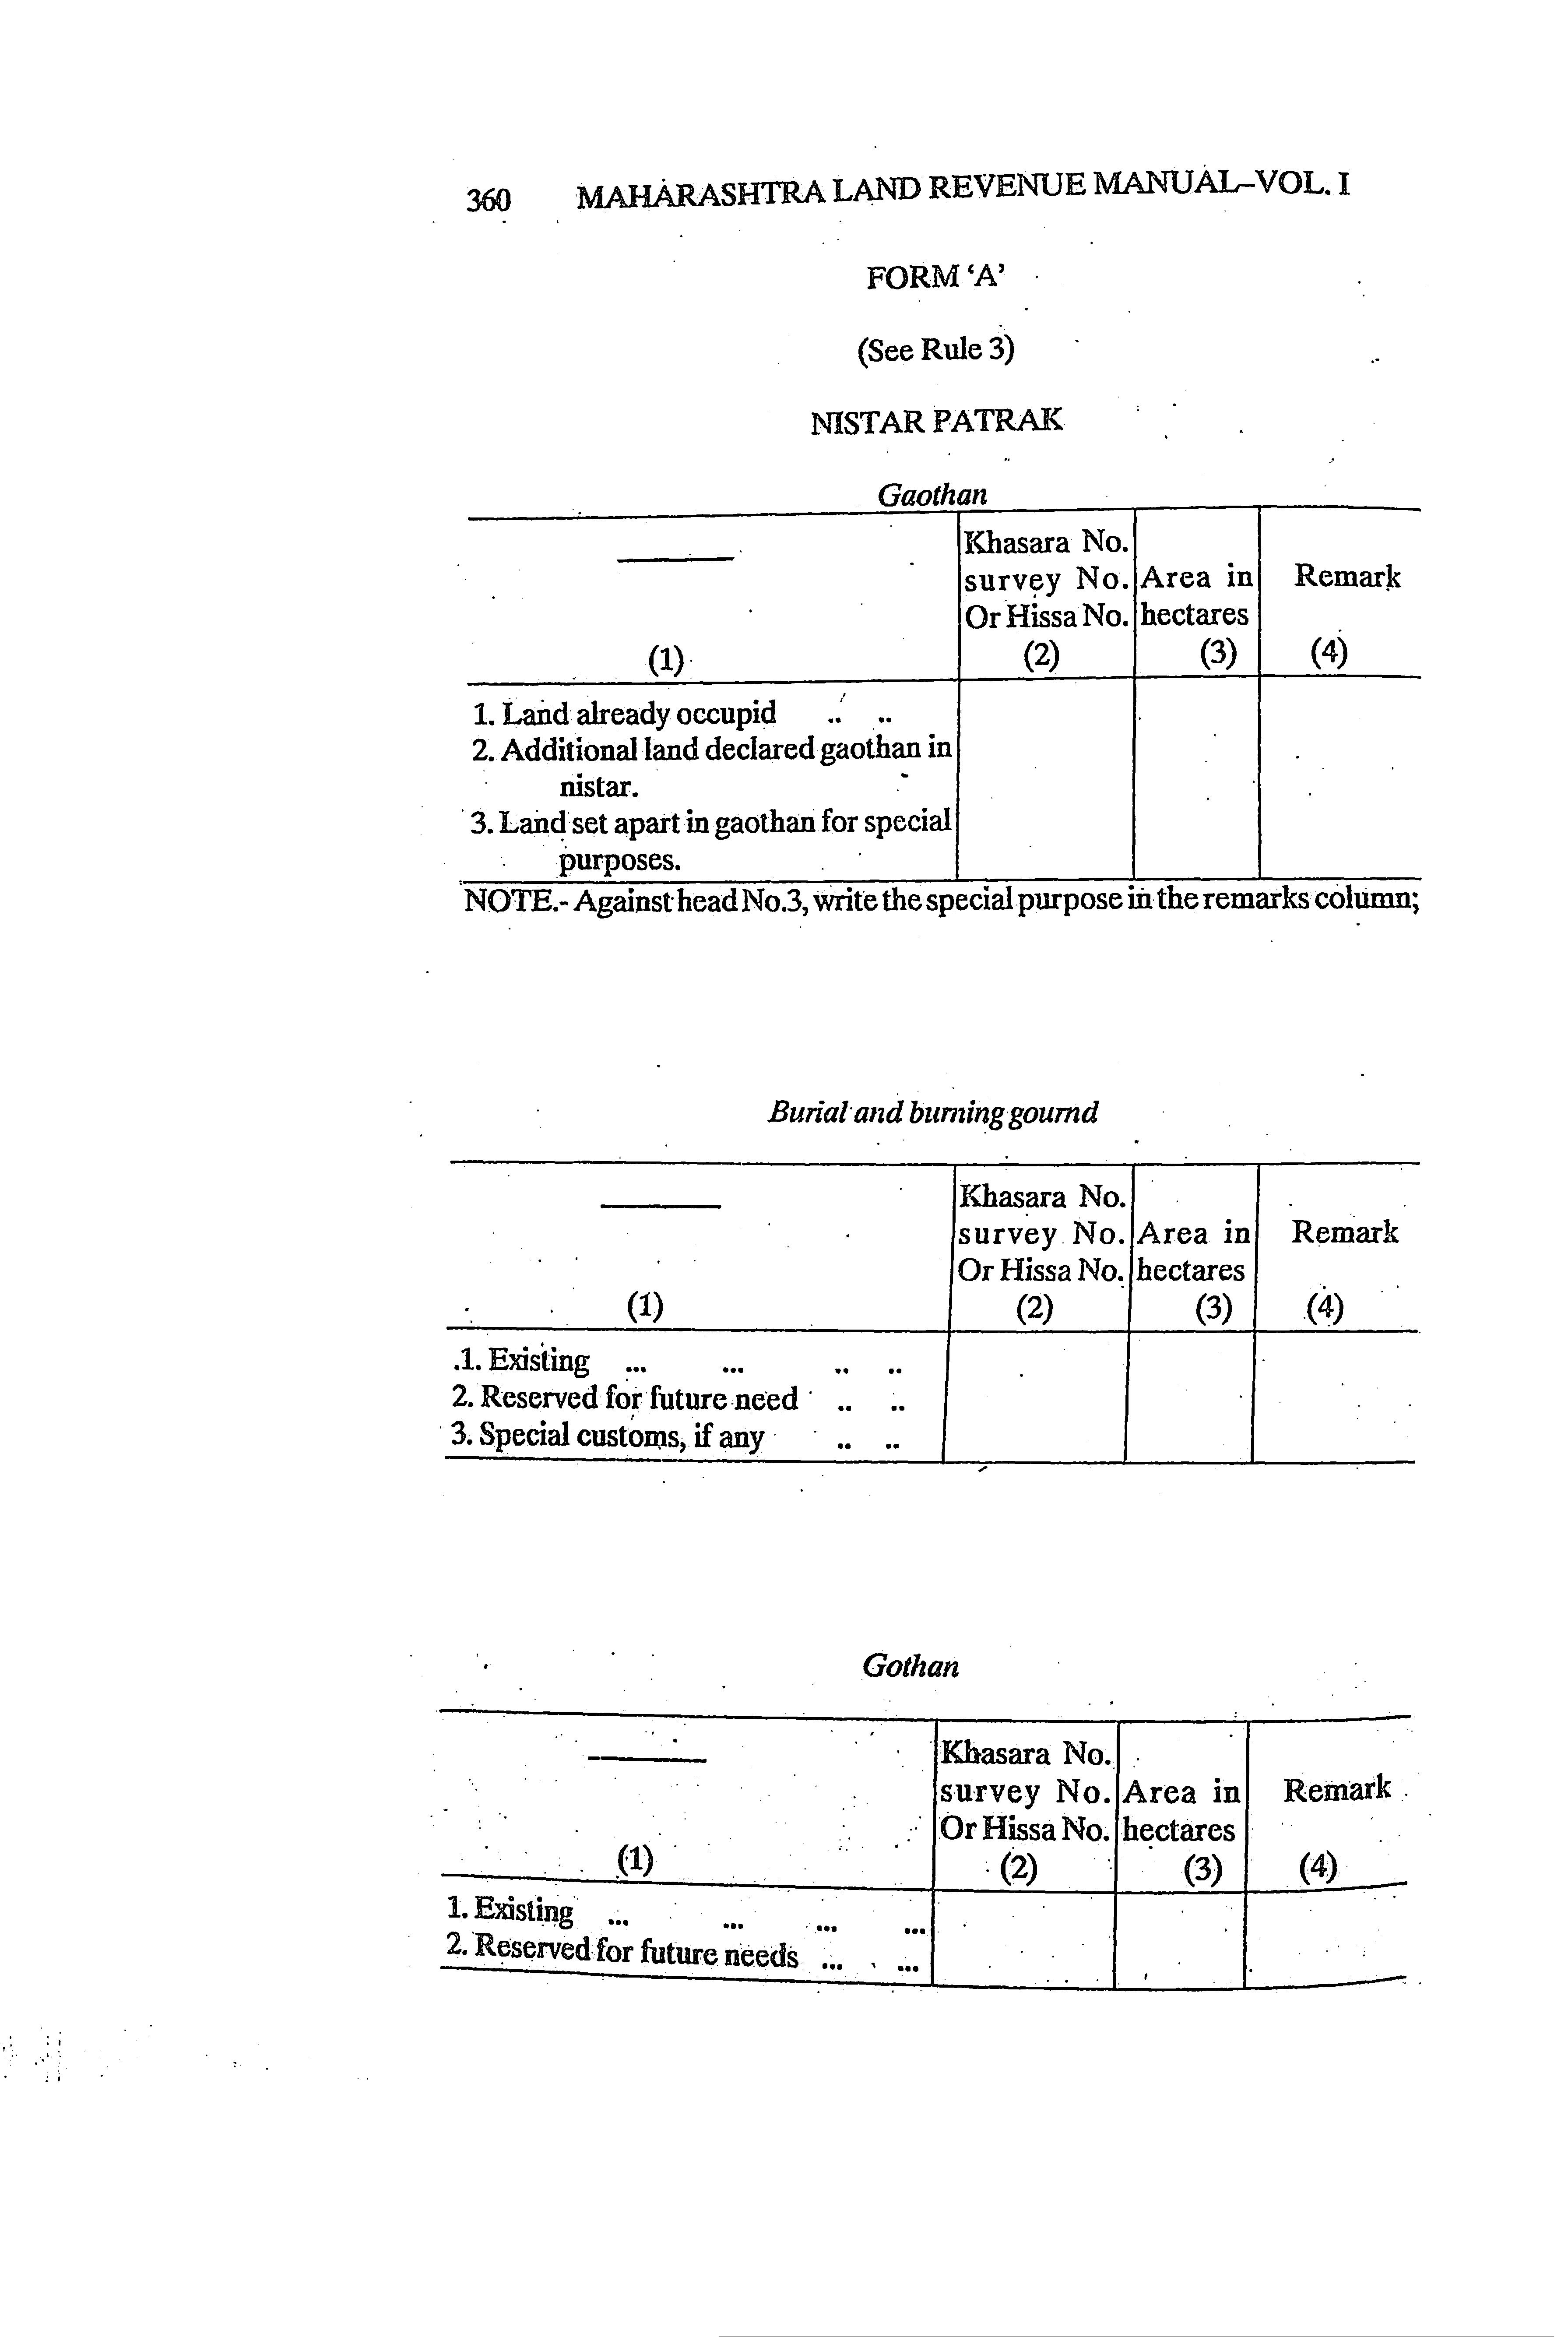 360 MAHARASHTRA LAND REVENUE MANUAL–VOL. I
FORM ‘A’
(See Rule 3)
NISTAR PATRAK
Gaothan
Khasara No.
survey No. Area in Remark
Or Hissa No. hectares
(1) (2) (3) (4)
1. Land already occupid .. ..
2. Additional land declared gaothan in
nistar.
3. Land set apart in gaothan for special
purposes.
NOTE.- Against head No.3, write the special purpose in the remarks column;
Burial and burning gournd
Khasara No.
survey No. Area in Remark
Or Hissa No. hectares
(1) (2) (3) (4)
1. Existing ... ... .. ..
2. Reserved for future need .. ..
3. Special customs, if any .. ..
Gothan
Khasara No.
survey No. Area in Remark
Or Hissa No. hectares
(1) (2) (3) (4)
1. Existing ... ... ... ...
2. Reserved for future needs ... ...